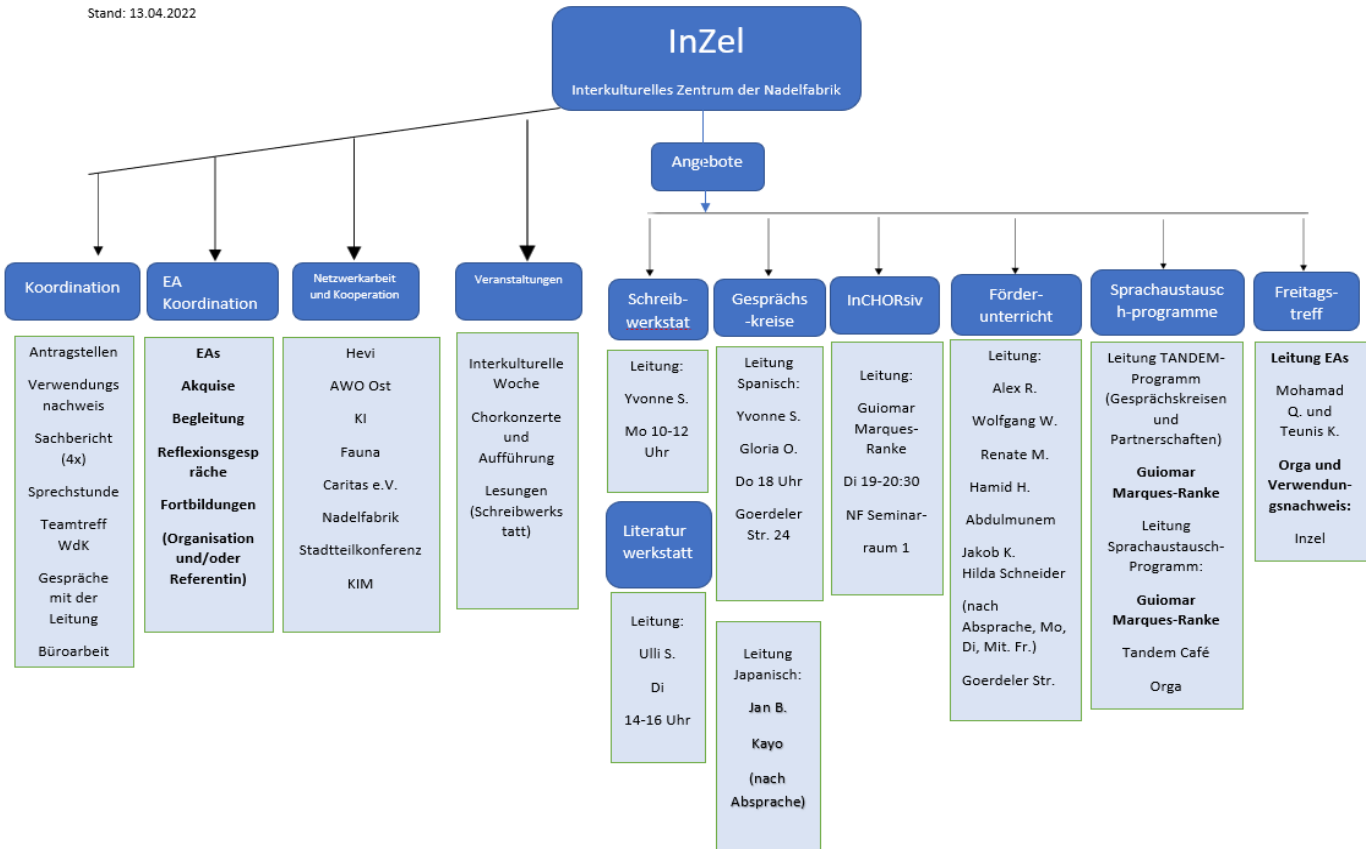 Stand: 13.04.2022
InZel
Interkulturelles Zentrum der Nadelfabrik
Angebote
Koordination
Antragstellen
Verwendungs
nachweis
Sachbericht
(4x)
Sprechstunde
Teamtreff
WdK
Gespräche
mit der
Leitung
Büroarbeit
EA
Koordination
EAs
Akquise
Begleitung
Reflexionsgesp
räche
Fortbildungen
(Organisation
und/oder
Referentin)
Netzwerkarbeit
und Kooperation
Hevi
AWO Ost
KI
Fauna
Caritas e.V.
Nadelfabrik
Stadtteilkonferenz
KIM
Veranstaltungen
Interkulturelle
Woche
Chorkonzerte
und
Aufführung
Lesungen
(Schreibwerks
tatt)
Schreib-
werkstat
Leitung:
Yvonne S.
Mo 10-12
Uhr
Literatur
werkstatt
Leitung:
Ulli S.
Di
14-16 Uhr
Gesprächs
-kreise
Leitung
Spanisch:
Yvonne S.
Gloria O.
Do 18 Uhr
Goerdeler
Str. 24
Leitung
Japanisch:
Jan B.
Kayo
(nach
Absprache)
InCHORsiv
Leitung:
Guiomar
Marques-
Ranke
Di 19-20:30
NF Seminar-
raum 1
Förder-
unterricht
Leitung:
Alex R.
Wolfgang W.
Renate M.
Hamid H.
Abdulmunem
Jakob K.
Hilda Schneider
(nach
Absprache, Mo,
Di, Mit. Fr.)
Goerdeler Str.
Sprachaustausc
h-programme
Leitung TANDEM-
Programm
(Gesprächskreisen
und
Partnerschaften)
Guiomar
Marques-Ranke
Leitung
Sprachaustausch-
Programm:
Guiomar
Marques-Ranke
Tandem Café
Orga
Freitags-
treff
Leitung EAs
Mohamad
Q. und
Teunis K.
Orga und
Verwendun-
gsnachweis:
Inzel